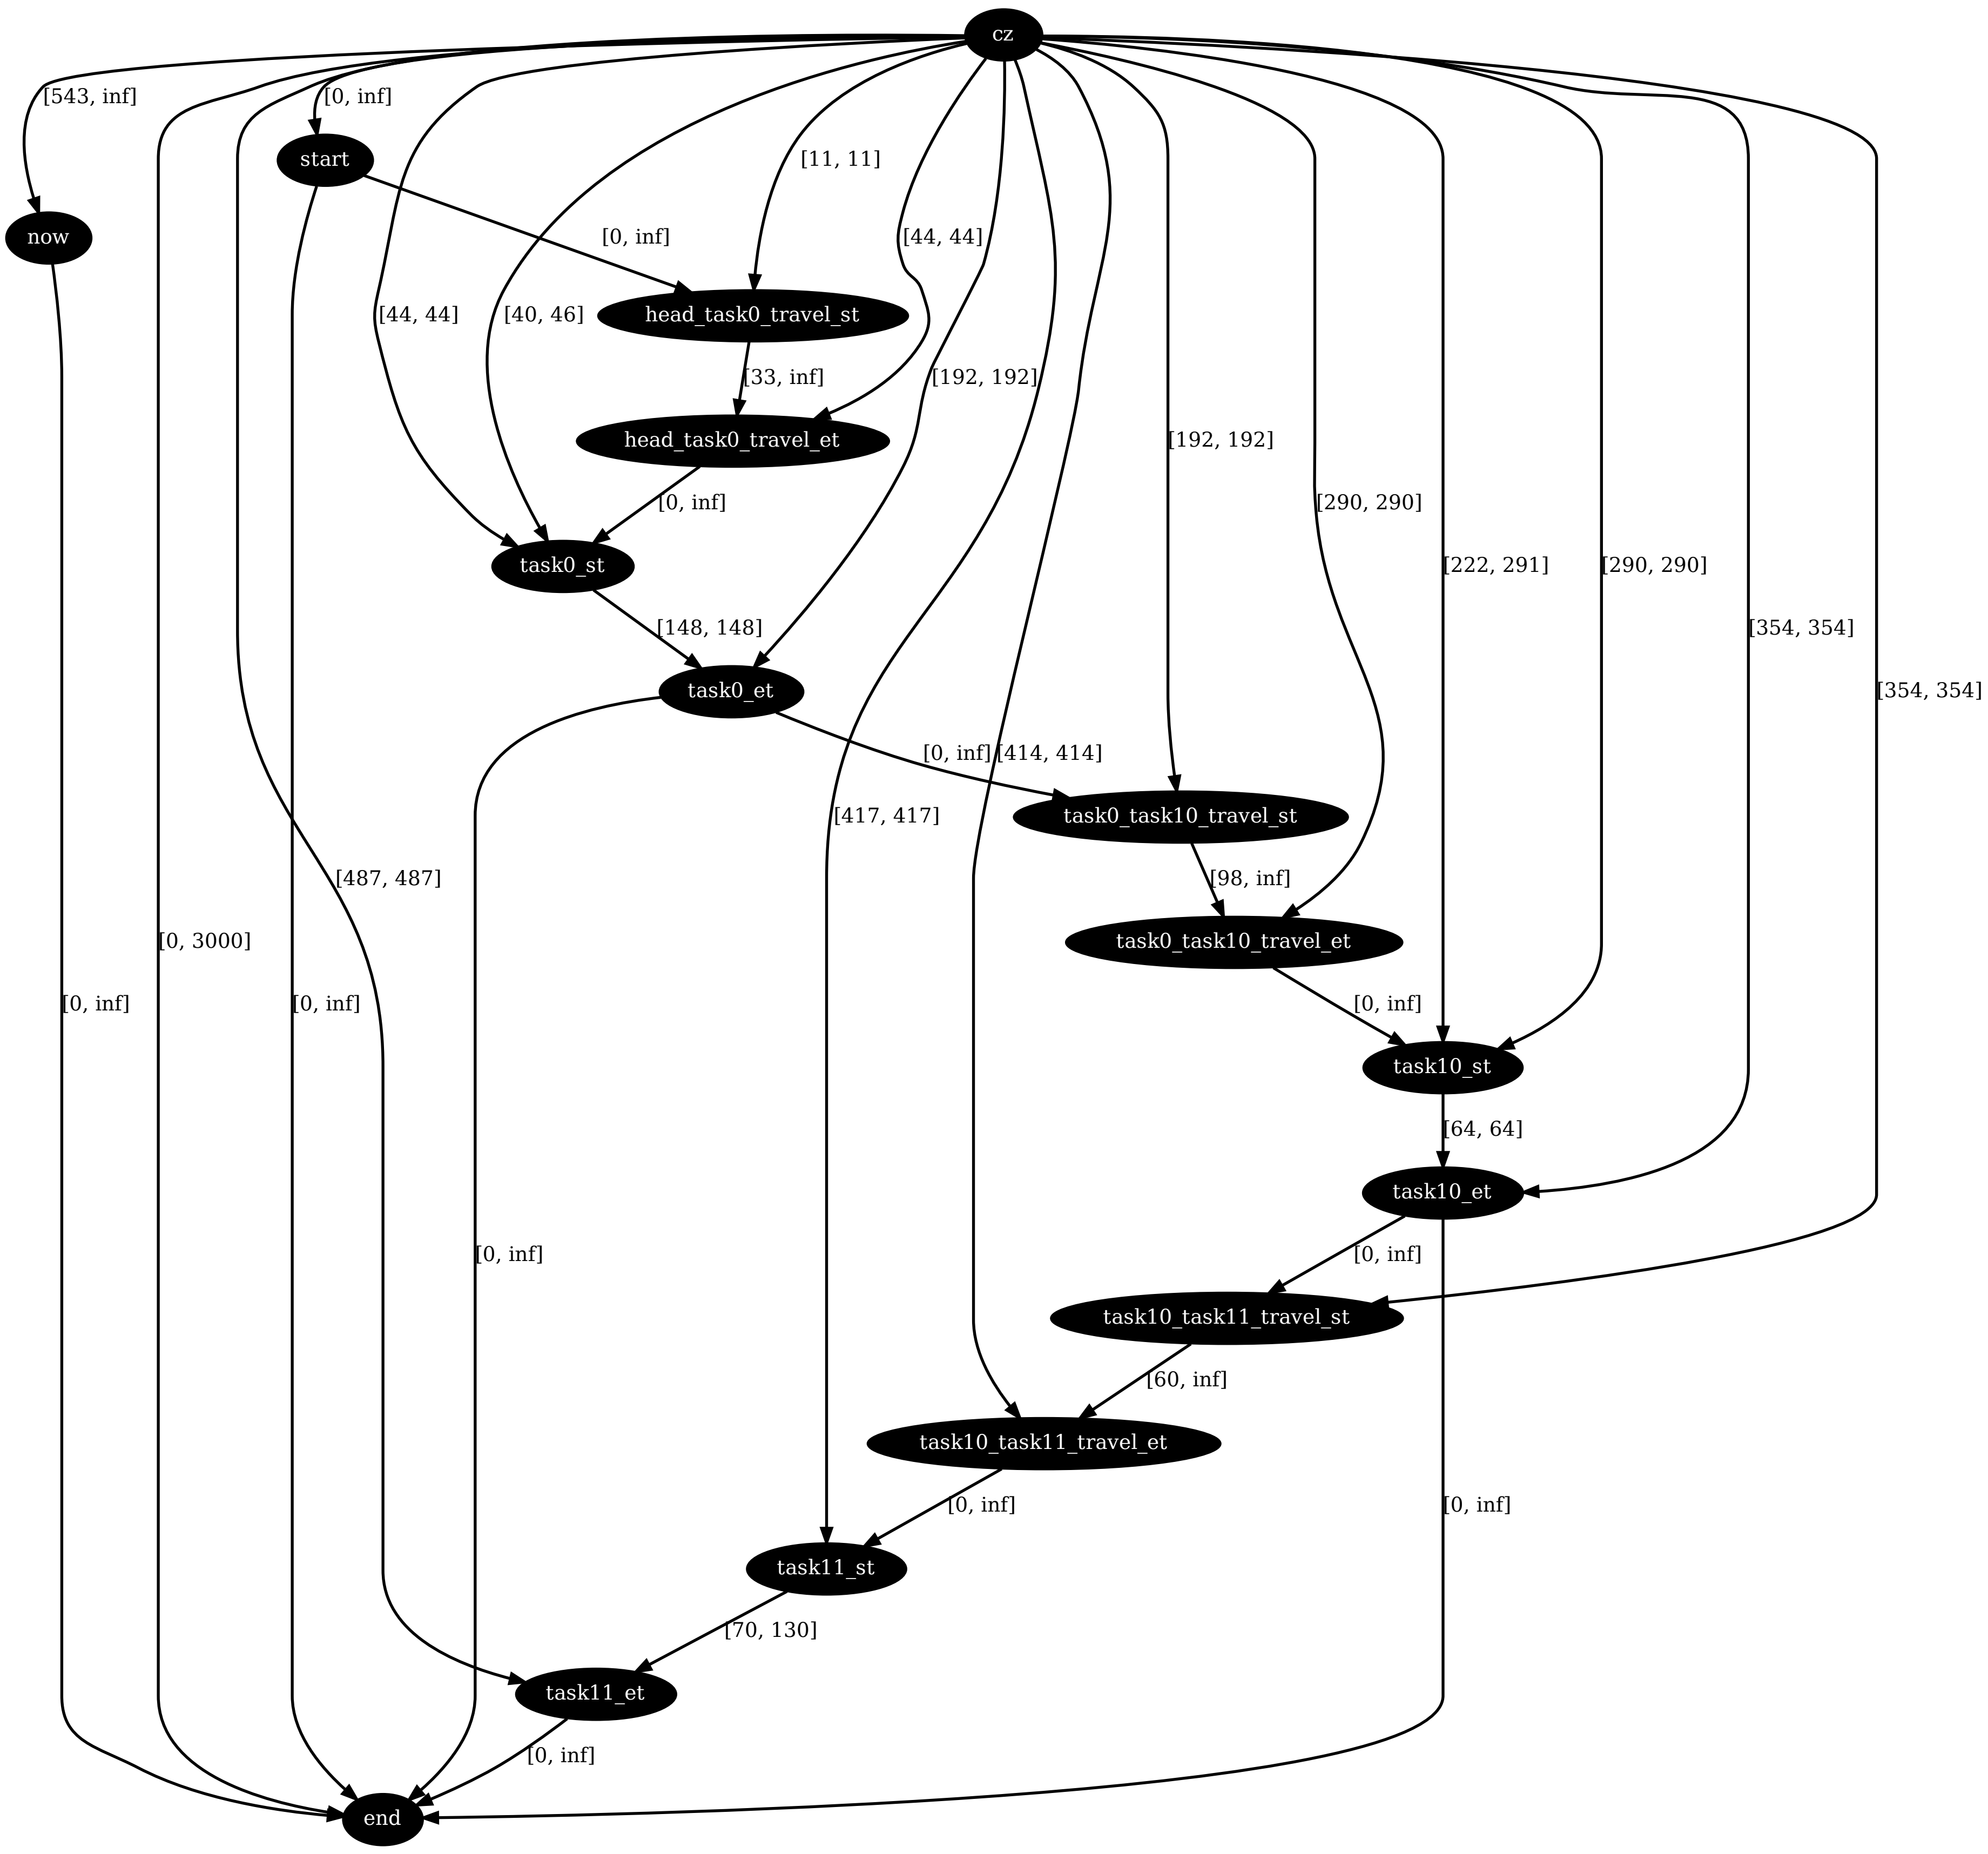 cz
[543, inf]
[0, inf]
start
[11, 11]
now
[0, inf]
[44, 44]
[44, 44]
[40, 46]
head_task0_travel_st
[33, inf]
[192, 192]
head_task0_travel_et
[192, 192]
[0, inf]
[290, 290]
task0_st
[222, 291]
[290, 290]
[148, 148]
[354, 354]
task0_et
[354, 354]
[0, inf]
[414, 414]
[417, 417]
task0_task10_travel_st
[487, 487]
[98, inf]
[0, 3000]
task0_task10_travel_et
[0, inf]
[0, inf]
[0, inf]
task10_st
[64, 64]
task10_et
[0, inf]
[0, inf]
task10_task11_travel_st
[60, inf]
task10_task11_travel_et
[0, inf]
[0, inf]
task11_st
[70, 130]
task11_et
[0, inf]
end